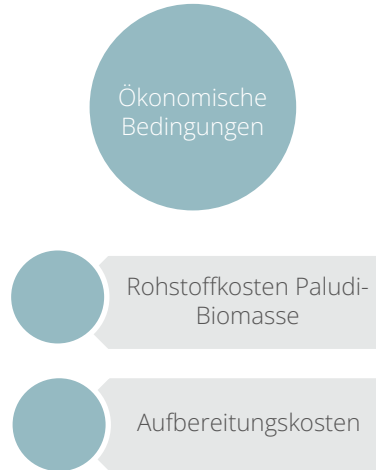 Ökonomische
Bedingungen
Rohstoffkosten Paludi-
Biomasse
Aufbereitungskosten